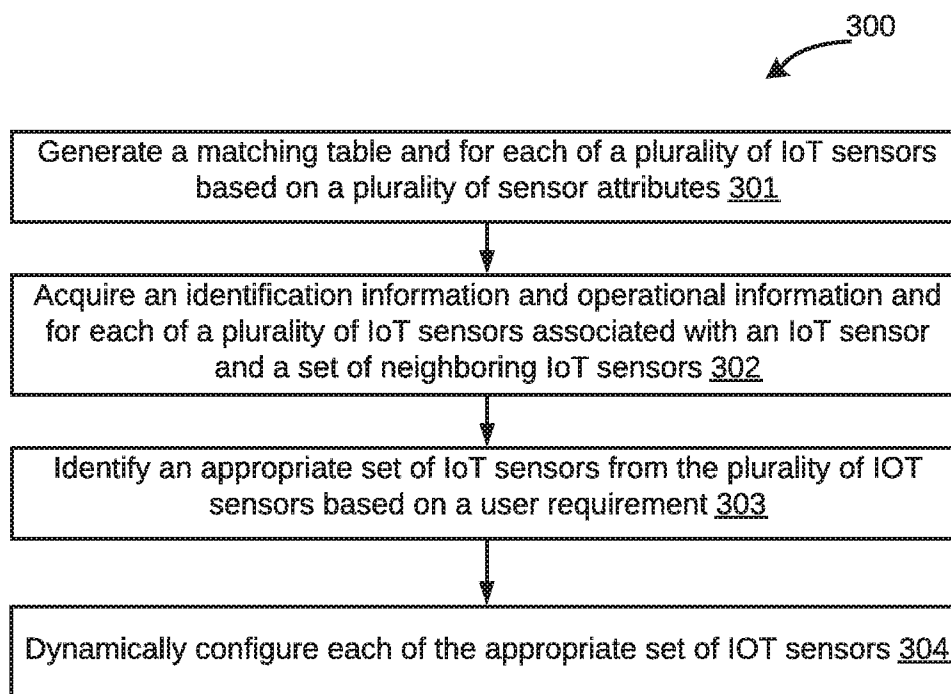 300
Generate a matching table and for each of a plurality of IoT sensors
based on a plurality of sensor attributes 301
Acquire an identification information and operational information and
for each of a plurality of IoT sensors associated with an IoT sensor
and a set of neighboring IoT sensors 302
Identify an appropriate set of IoT sensors from the plurality of IOT
sensors based on a user requirement 303
Dynamically configure each of the appropriate set of IOT sensors 304